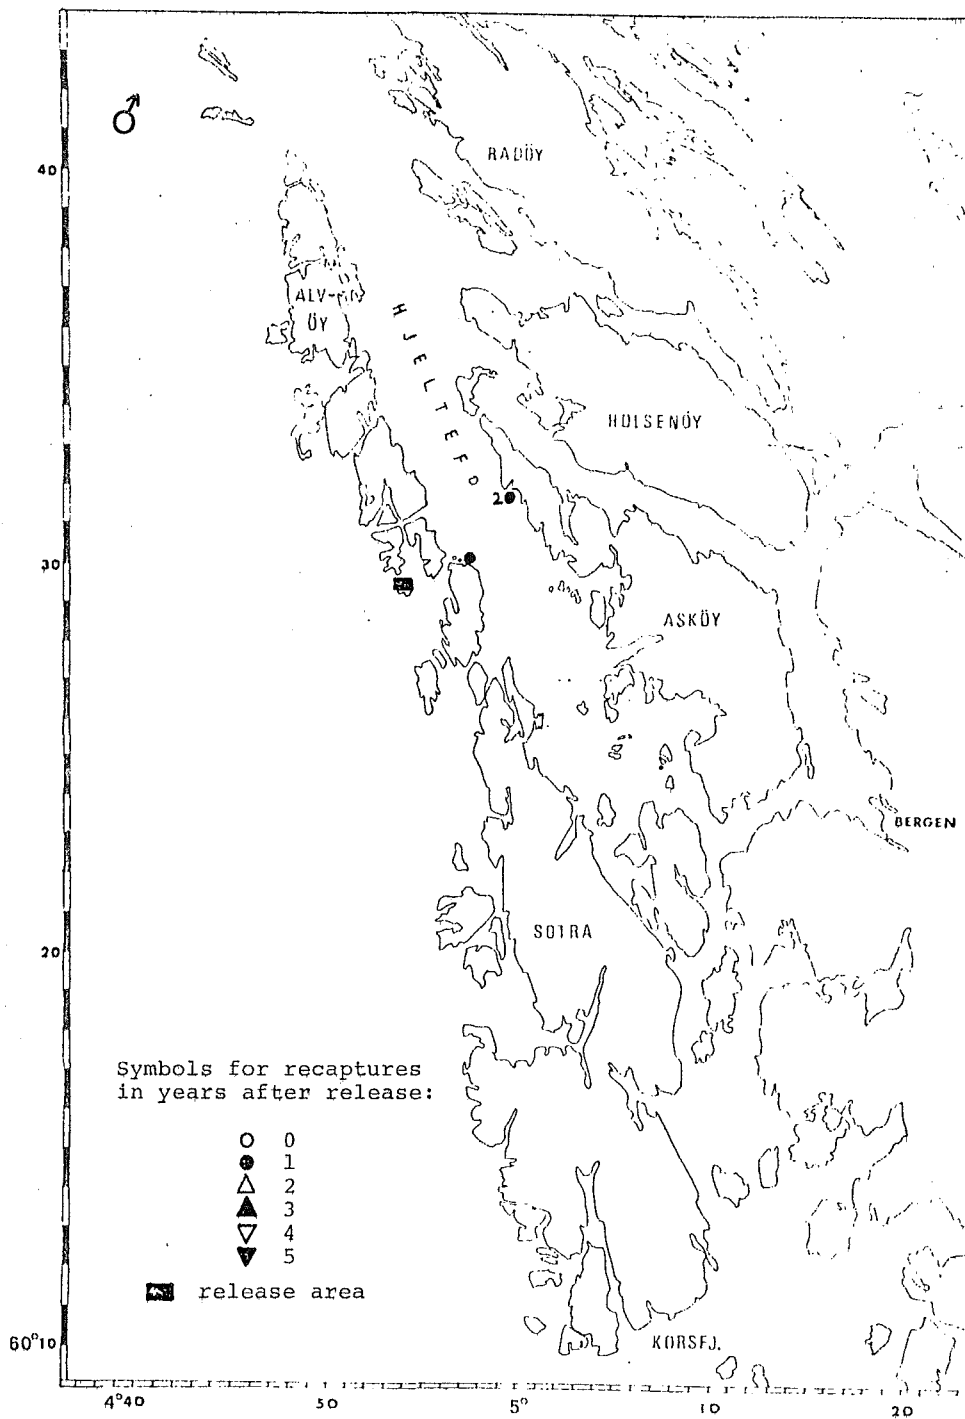 ♂
40
RADÖY
ALV-
ÖY
HJELTEFJO
HOLSENÖY
2
30
ASKÖY
BERGEN
20
SOTRA
Symbols for recaptures
in years after release:
0
1
2
3
4
5
release area
60°10
KORSFJ.
4°40
50
5°
10
20